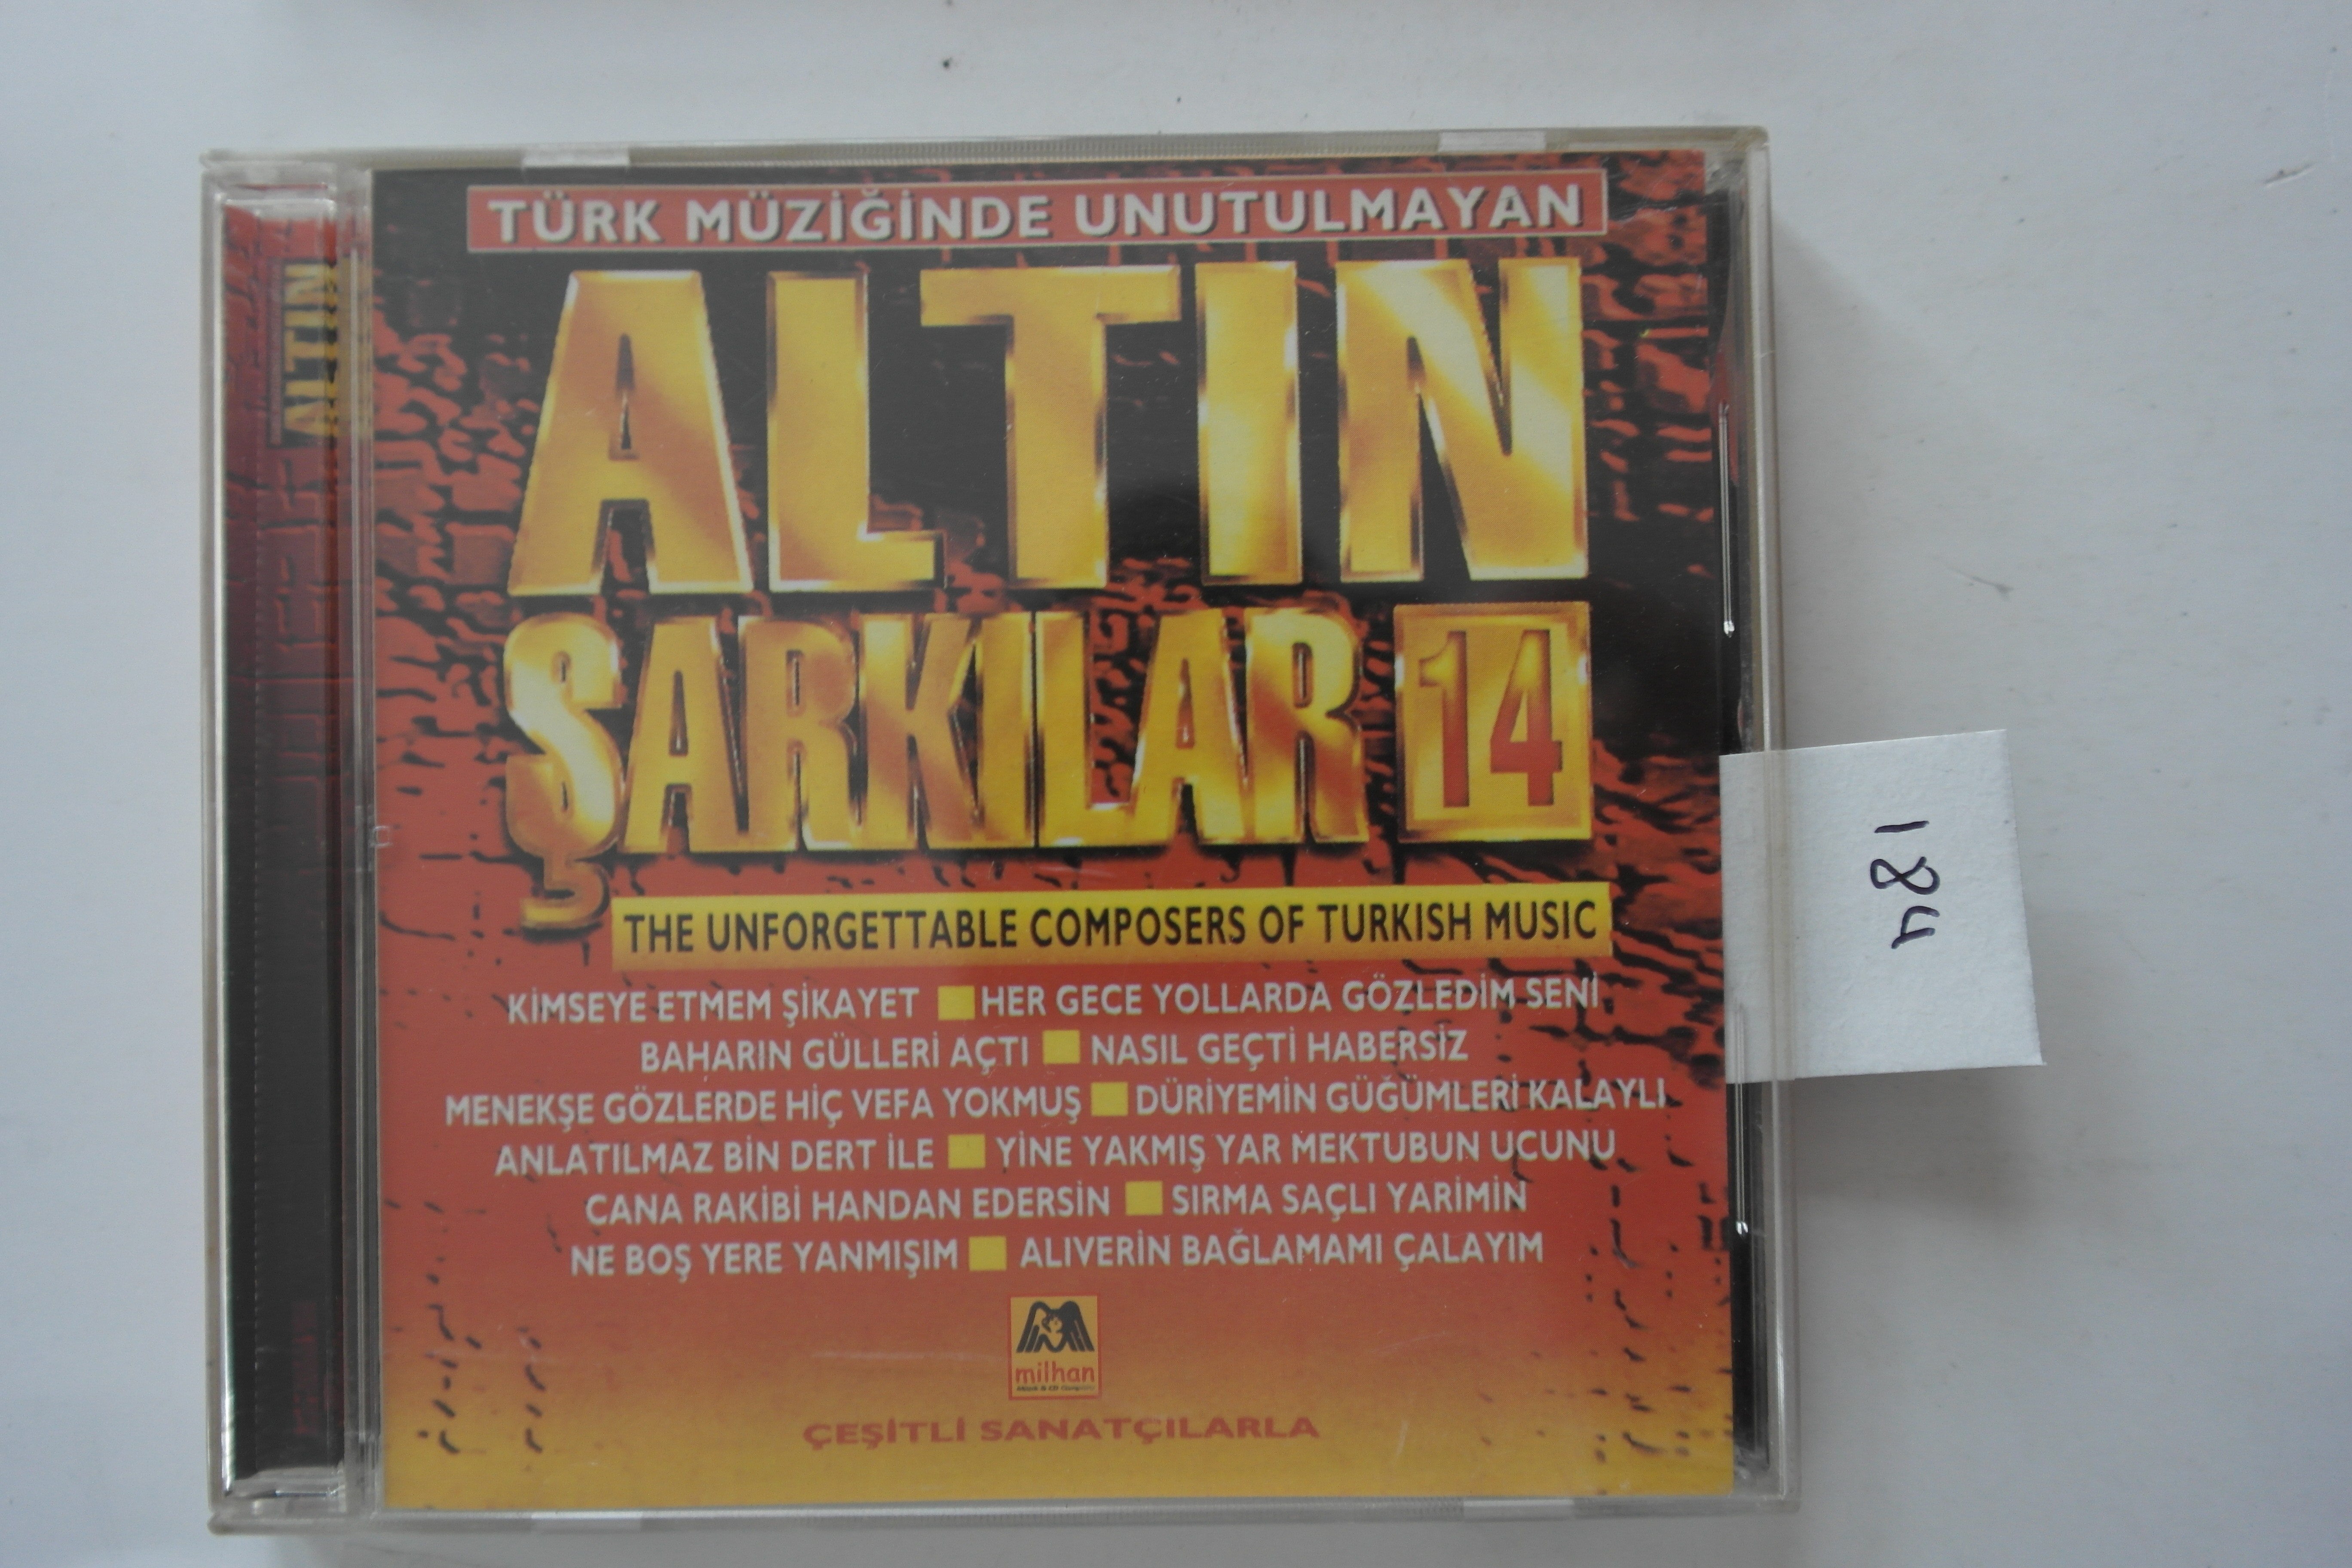 TÜRK MÜZİĞİNDE UNUTULMAYAN
ALTIN
ALTIN
ŞARKILAR 14
THE UNFORGETTABLE COMPOSERS OF TURKISH MUSIC
KİMSEYE ETMEM ŞİKAYET HER GECE YOLLARDA GÖZLEDİM SENİ
BAHARIN GÜLLERİ AÇTI NASIL GEÇTİ HABERSİZ
MENEKŞE GÖZLERDE HİÇ VEFA YOKMUŞ DÜRİYEMİN GÜĞÜMLERİ KALAYLI
ANLATILMAZ BİN DERT İLE YİNE YAKMIŞ YAR MEKTUBUN UCUNU
CANA RAKİBİ HANDAN EDERSİN SIRMA SAÇLI YARİMİN
NE BOŞ YERE YANMIŞIM ALIVERİN BAĞLAMAMI ÇALAYIM
milhan
ÇEŞİTLİ SANATÇILARLA
184